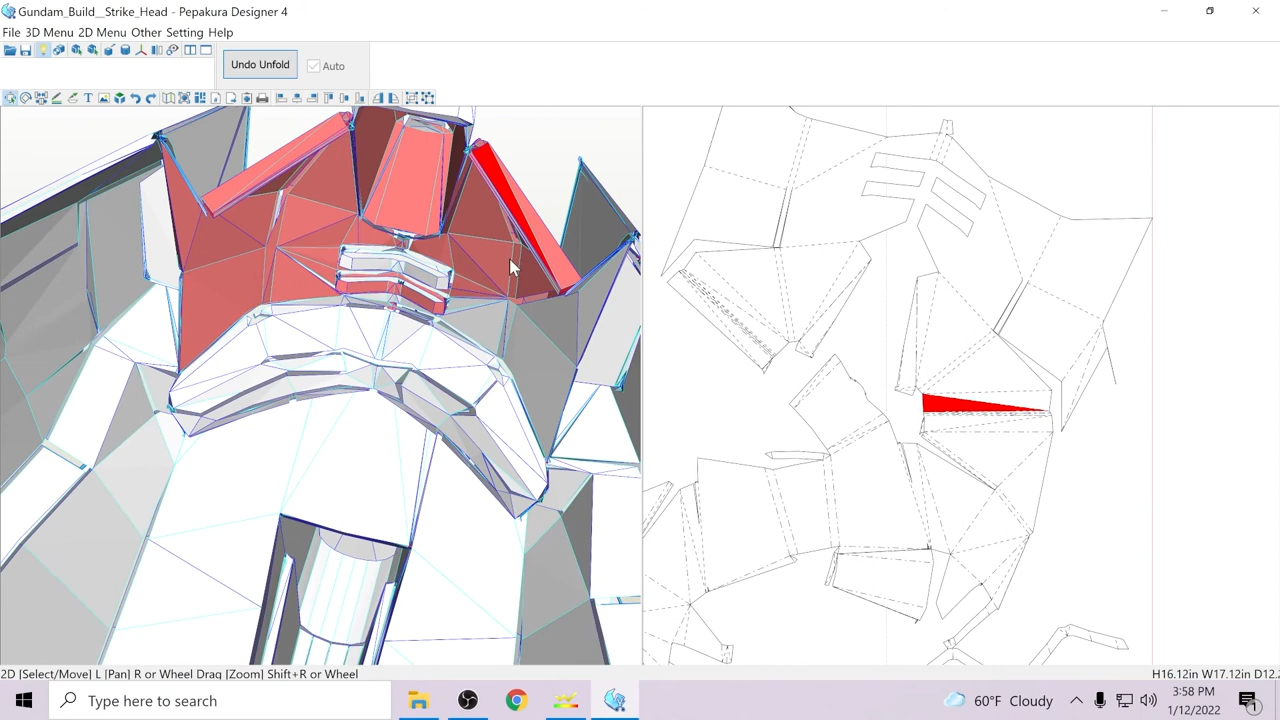 Gundam_Build__Strike_Head - Pepakura Designer 4
File 3D Menu 2D Menu Other Setting Help
Undo Unfold
Auto
2D [Select/Move] L [Pan] R or Wheel Drag [Zoom] Shift+R or Wheel
H16.12in W17.12in D12.
Type here to search
60°F Cloudy
3:58 PM
1/12/2022
1